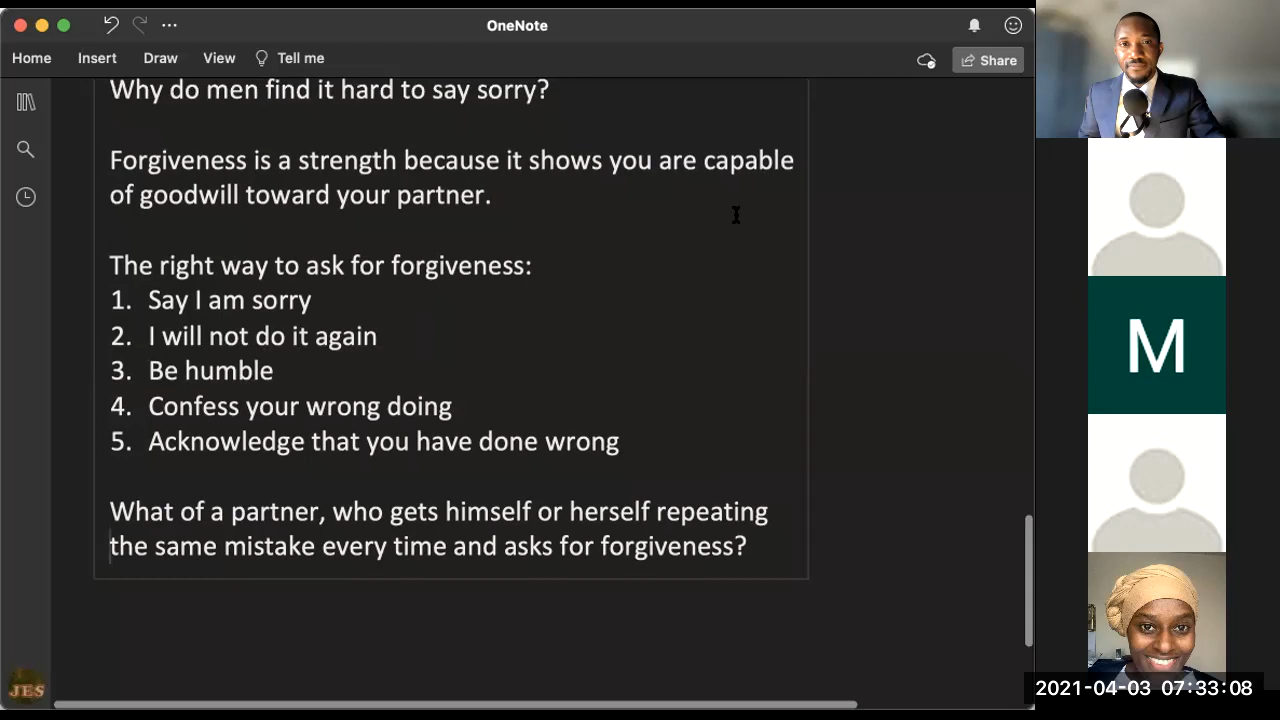 OneNote
Home Insert Draw View Tell me
Share
Why do men find it hard to say sorry?
Forgiveness is a strength because it shows you are capable
of goodwill toward your partner.
The right way to ask for forgiveness:
1. Say I am sorry
2. I will not do it again
3. Be humble
4. Confess your wrong doing
5. Acknowledge that you have done wrong
What of a partner, who gets himself or herself repeating
the same mistake every time and asks for forgiveness?
M
JES
2021-04-03 07:33:08